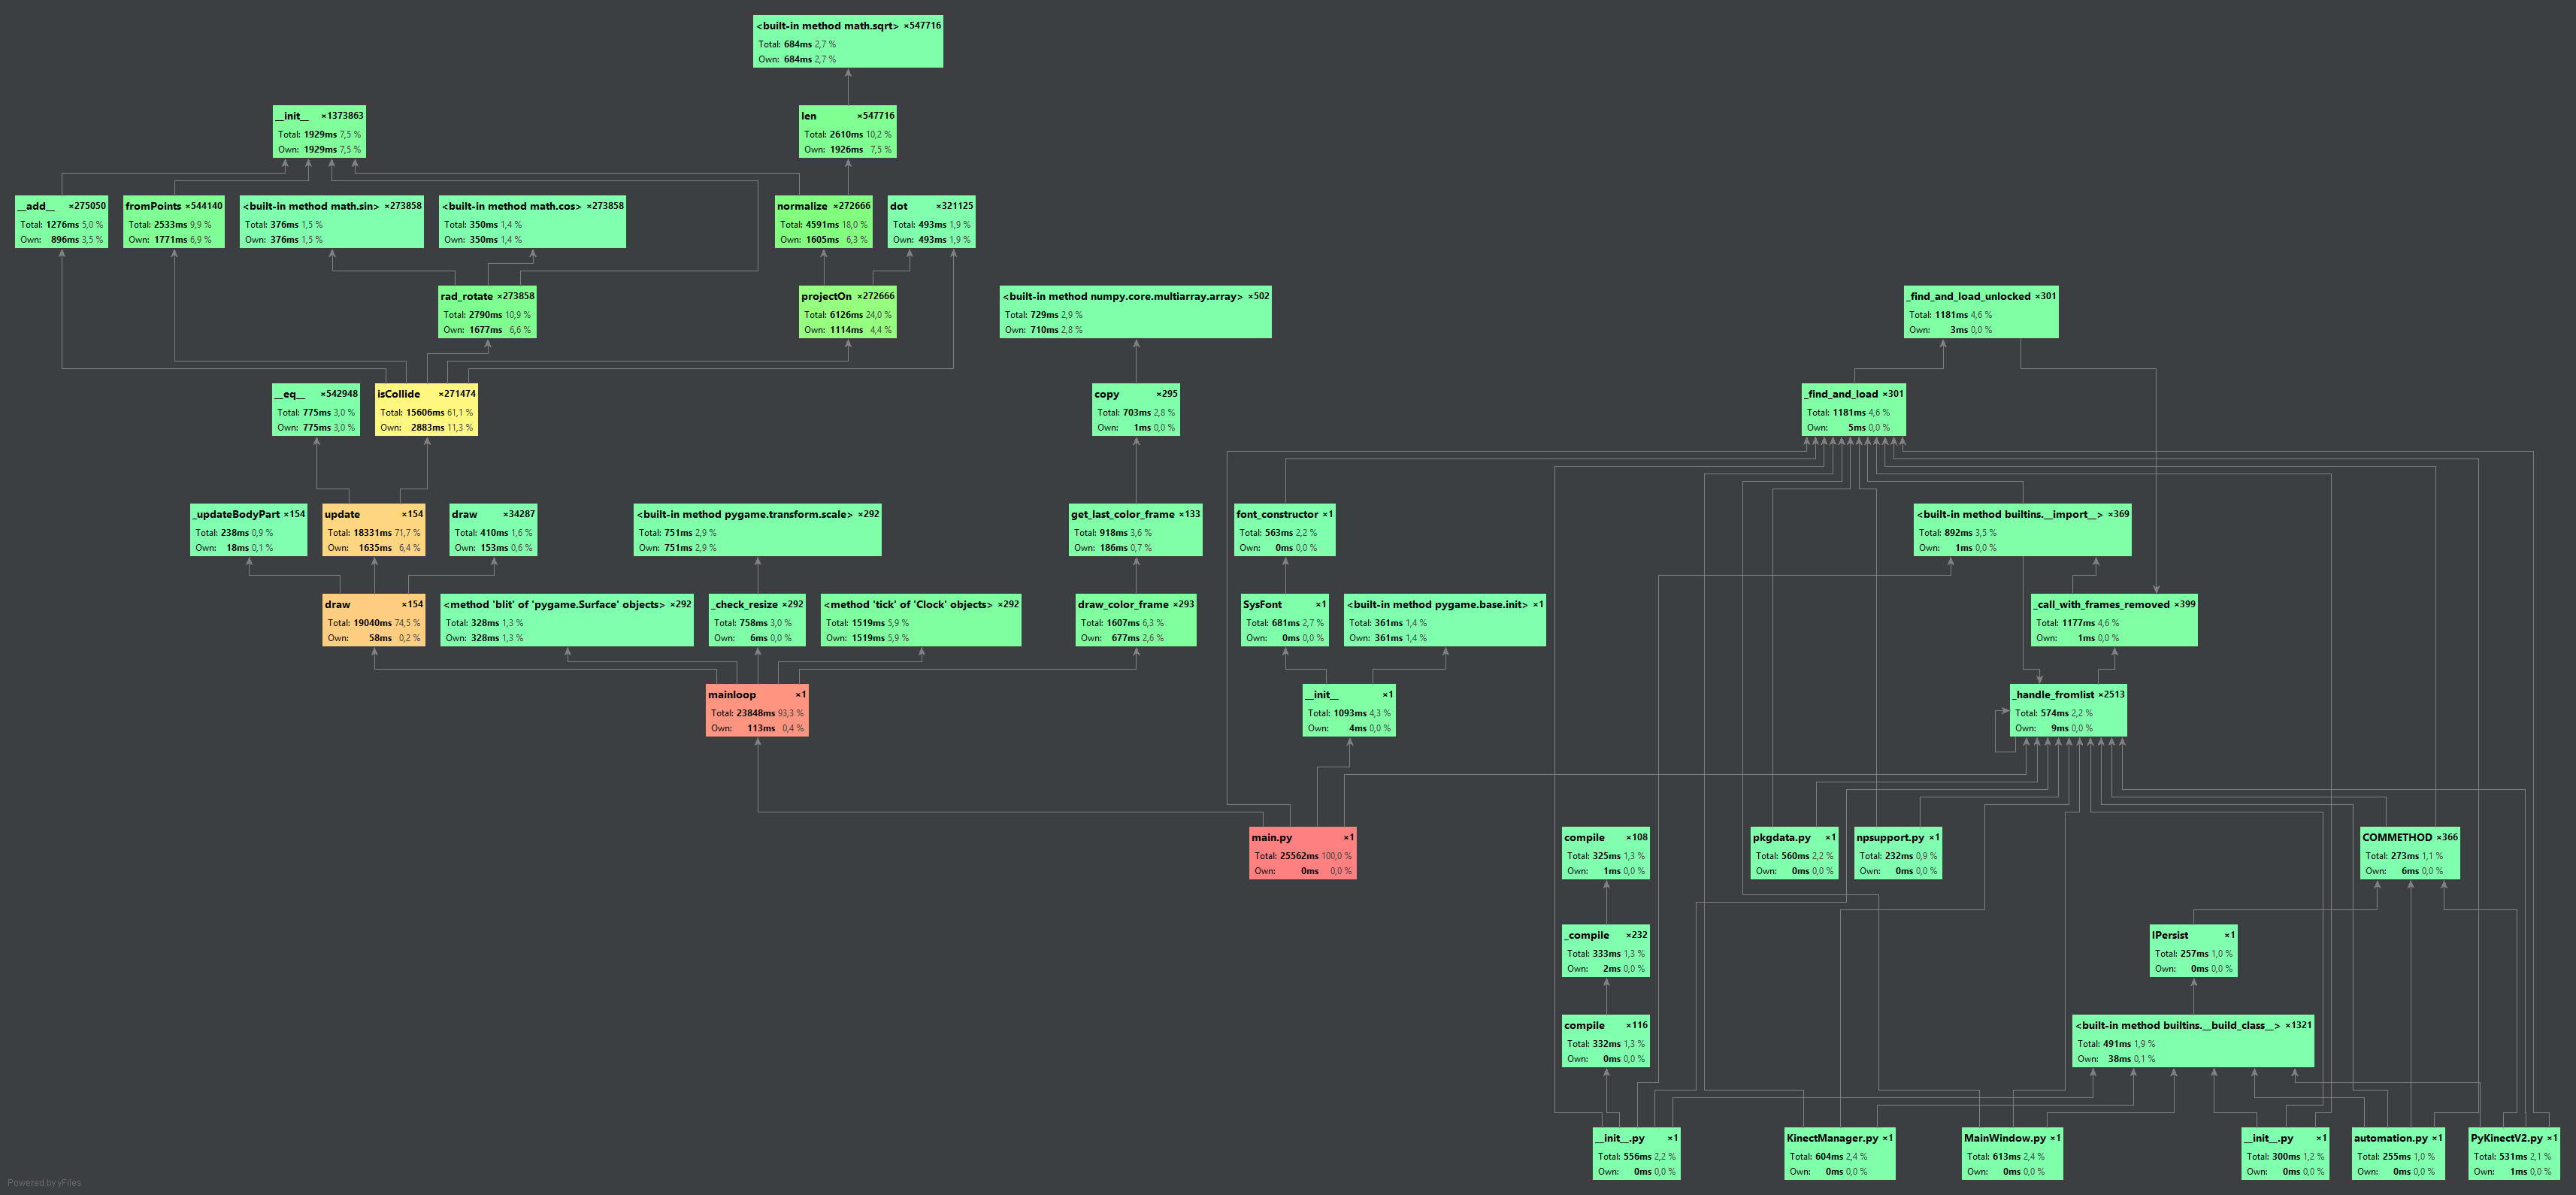 <built-in method math.sqrt> ×547716
Total: 684ms 2,7 %
Own: 684ms 2,7 %
__init__ ×1373863
Total: 1929ms 7,5 %
Own: 1929ms 7,5 %
len ×547716
Total: 2610ms 10,2 %
Own: 1926ms 7,5 %
__add__ ×275050
Total: 1276ms 5,0 %
Own: 896ms 3,5 %
fromPoints ×544140
Total: 2533ms 9,9 %
Own: 1771ms 6,9 %
<built-in method math.sin> ×273858
Total: 376ms 1,5 %
Own: 376ms 1,5 %
<built-in method math.cos> ×273858
Total: 350ms 1,4 %
Own: 350ms 1,4 %
normalize ×272666
Total: 4591ms 18,0 %
Own: 1605ms 6,3 %
dot ×321125
Total: 493ms 1,9 %
Own: 493ms 1,9 %
rad_rotate ×273858
Total: 2790ms 10,9 %
Own: 1677ms 6,6 %
projectOn ×272666
Total: 6126ms 24,0 %
Own: 1114ms 4,4 %
<built-in method numpy.core.multiarray.array> ×502
Total: 729ms 2,9 %
Own: 710ms 2,8 %
_find_and_load_unlocked ×301
Total: 1181ms 4,6 %
Own: 3ms 0,0 %
__eq__ ×542948
Total: 775ms 3,0 %
Own: 775ms 3,0 %
isCollide ×271474
Total: 15606ms 61,1 %
Own: 2883ms 11,3 %
copy ×295
Total: 703ms 2,8 %
Own: 1ms 0,0 %
_find_and_load ×301
Total: 1181ms 4,6 %
Own: 5ms 0,0 %
_updateBodyPart ×154
Total: 238ms 0,9 %
Own: 18ms 0,1 %
update ×154
Total: 18331ms 71,7 %
Own: 1635ms 6,4 %
draw ×34287
Total: 410ms 1,6 %
Own: 153ms 0,6 %
<built-in method pygame.transform.scale> ×292
Total: 751ms 2,9 %
Own: 751ms 2,9 %
get_last_color_frame ×133
Total: 918ms 3,6 %
Own: 186ms 0,7 %
font_constructor ×1
Total: 563ms 2,2 %
Own: 0ms 0,0 %
<built-in method builtins.__import__> ×369
Total: 892ms 3,5 %
Own: 1ms 0,0 %
draw ×154
Total: 19040ms 74,5 %
Own: 58ms 0,2 %
<method 'blit' of 'pygame.Surface' objects> ×292
Total: 328ms 1,3 %
Own: 328ms 1,3 %
_check_resize ×292
Total: 758ms 3,0 %
Own: 6ms 0,0 %
<method 'tick' of 'Clock' objects> ×292
Total: 1519ms 5,9 %
Own: 1519ms 5,9 %
draw_color_frame ×293
Total: 1607ms 6,3 %
Own: 677ms 2,6 %
SysFont ×1
Total: 681ms 2,7 %
Own: 0ms 0,0 %
<built-in method pygame.base.init> ×1
Total: 361ms 1,4 %
Own: 361ms 1,4 %
_call_with_frames_removed ×399
Total: 1177ms 4,6 %
Own: 1ms 0,0 %
mainloop ×1
Total: 23848ms 93,3 %
Own: 113ms 0,4 %
__init__ ×1
Total: 1093ms 4,3 %
Own: 4ms 0,0 %
_handle_fromlist ×2513
Total: 574ms 2,2 %
Own: 9ms 0,0 %
main.py ×1
Total: 25562ms 100,0 %
Own: 0ms 0,0 %
compile ×108
Total: 325ms 1,3 %
Own: 1ms 0,0 %
pkgdata.py ×1
Total: 560ms 2,2 %
Own: 0ms 0,0 %
npsupport.py ×1
Total: 232ms 0,9 %
Own: 0ms 0,0 %
COMMETHOD ×366
Total: 273ms 1,1 %
Own: 6ms 0,0 %
_compile ×232
Total: 333ms 1,3 %
Own: 2ms 0,0 %
IPersist ×1
Total: 257ms 1,0 %
Own: 0ms 0,0 %
compile ×116
Total: 332ms 1,3 %
Own: 0ms 0,0 %
<built-in method builtins.__build_class__> ×1321
Total: 491ms 1,9 %
Own: 38ms 0,1 %
__init__.py ×1
Total: 556ms 2,2 %
Own: 0ms 0,0 %
KinectManager.py ×1
Total: 604ms 2,4 %
Own: 0ms 0,0 %
MainWindow.py ×1
Total: 613ms 2,4 %
Own: 0ms 0,0 %
__init__.py ×1
Total: 300ms 1,2 %
Own: 0ms 0,0 %
automation.py ×1
Total: 255ms 1,0 %
Own: 0ms 0,0 %
PyKinectV2.py ×1
Total: 531ms 2,1 %
Own: 1ms 0,0 %
Powered by yFiles